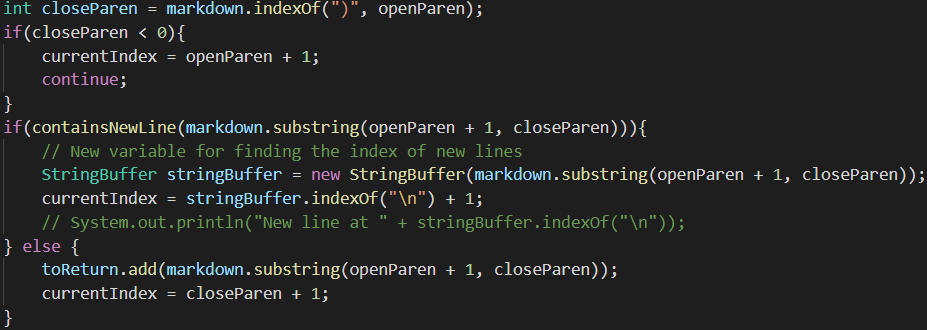 int closeParen = markdown.indexOf(")", openParen);
if(closeParen < 0){
    currentIndex = openParen + 1;
    continue;
}
if(containsNewLine(markdown.substring(openParen + 1, closeParen))){
    // New variable for finding the index of new lines
    StringBuffer stringBuffer = new StringBuffer(markdown.substring(openParen + 1, closeParen));
    currentIndex = stringBuffer.indexOf("\n") + 1;
    // System.out.println("New line at " + stringBuffer.indexOf("\n"));
} else {
    toReturn.add(markdown.substring(openParen + 1, closeParen));
    currentIndex = closeParen + 1;
}